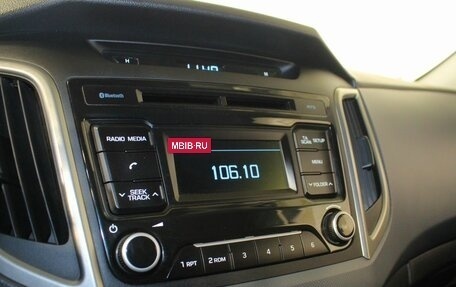 H
M
Bluetooth
RADIO MEDIA
TA
SCAN
SETUP
MBIB·RU
MENU
106.10
SEEK
TRACK
FOLDER
1 RPT
2 RDM
3
4
5
6